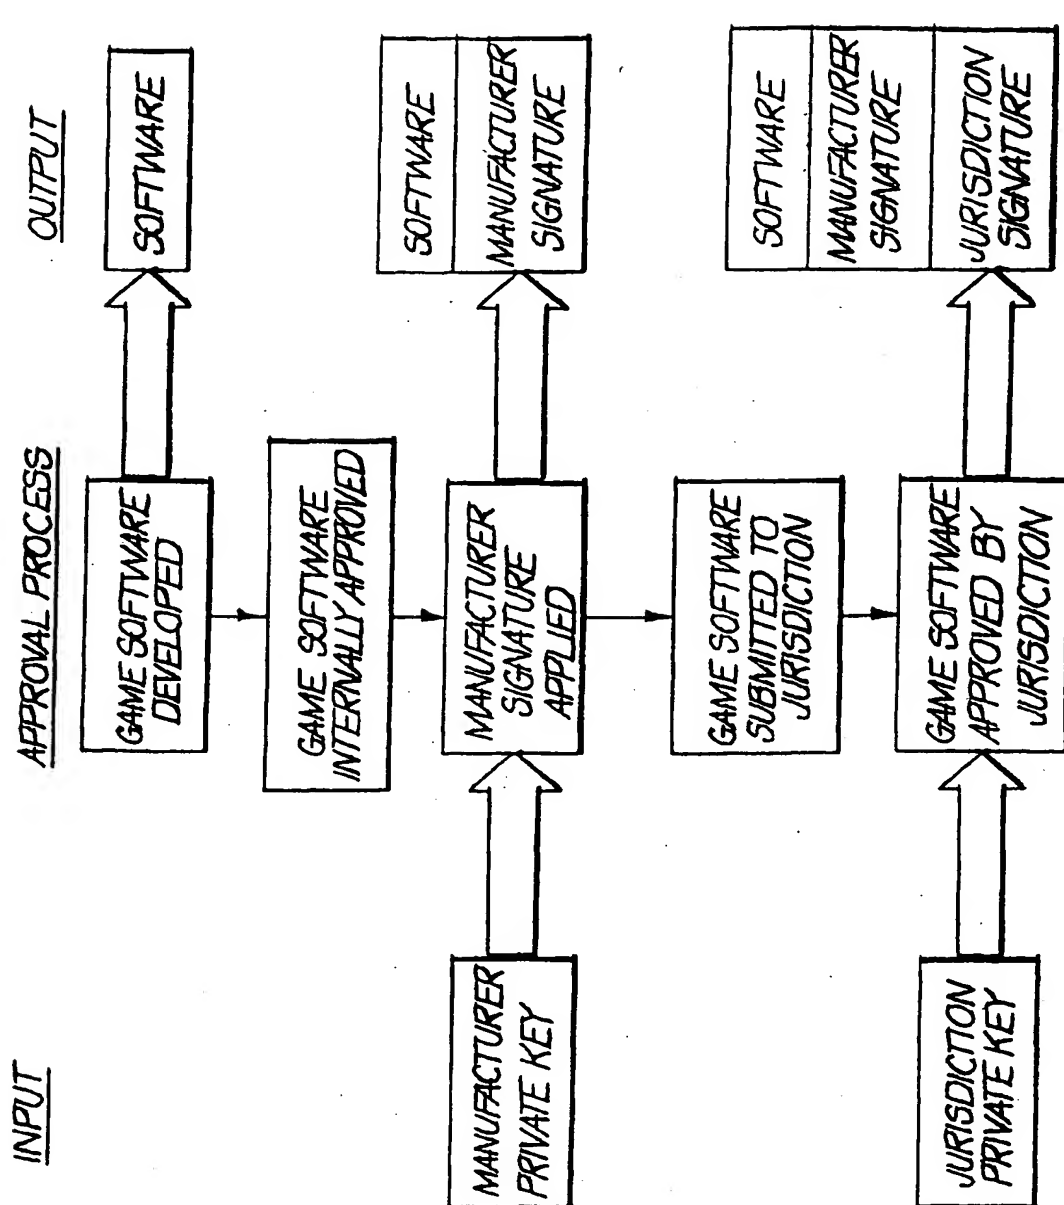 INPUT
APPROVAL PROCESS
OUTPUT
GAME SOFTWARE
DEVELOPED
SOFTWARE
GAME SOFTWARE
INTERNALLY APPROVED
MANUFACTURER
PRIVATE KEY
MANUFACTURER
SIGNATURE
APPLIED
SOFTWARE
MANUFACTURER
SIGNATURE
GAME SOFTWARE
SUBMITTED TO
JURISDICTION
JURISDICTION
PRIVATE KEY
GAME SOFTWARE
APPROVED BY
JURISDICTION
SOFTWARE
MANUFACTURER
SIGNATURE
JURISDICTION
SIGNATURE